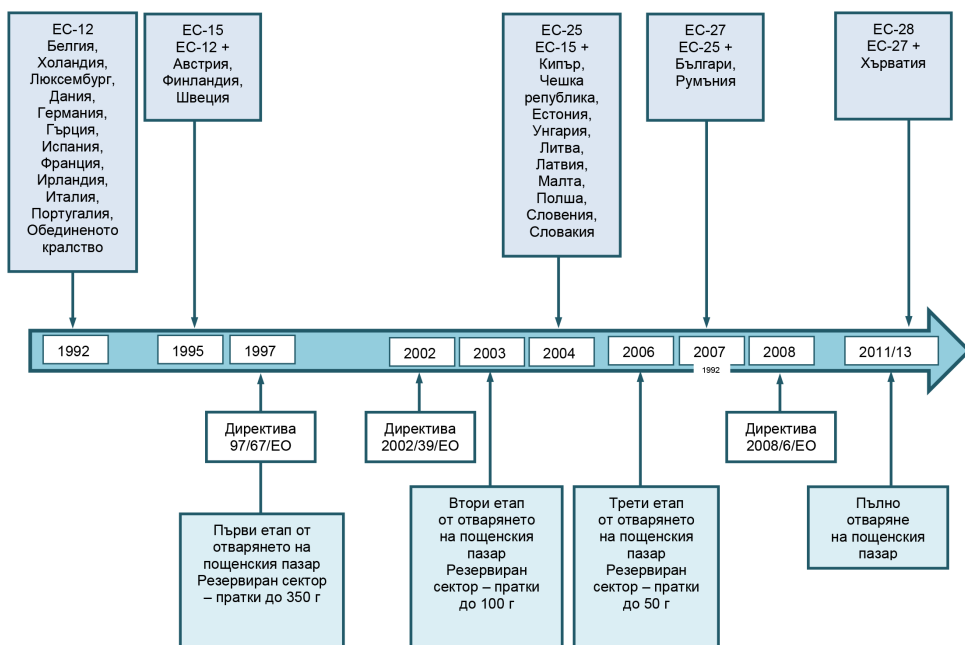 ЕС-12
Белгия,
Холандия,
Люксембург,
Дания,
Германия,
Гърция,
Испания,
Франция,
Ирландия,
Италия,
Португалия,
Обединеното
кралство
ЕС-15
ЕС-12 +
Австрия,
Финландия,
Швеция
ЕС-25
ЕС-15 +
Кипър,
Чешка
република,
Естония,
Унгария,
Литва,
Латвия,
Малта,
Полша,
Словения,
Словакия
ЕС-27
ЕС-25 +
Българи,
Румъния
ЕС-28
ЕС-27 +
Хърватия
1992
1995
1997
2002
2003
2004
2006
2007
1992
2008
2011/13
Директива
97/67/ЕО
Директива
2002/39/ЕО
Директива
2008/6/ЕО
Първи етап от
отварянето на
пощенския пазар
Резервиран сектор
– пратки до 350 г
Втори етап
от отварянето
на пощенския
пазар
Резервиран
сектор – пратки
до 100 г
Трети етап
от отварянето
на пощенския
пазар
Резервиран
сектор – пратки
до 50 г
Пълно
отваряне
на пощенския
пазар